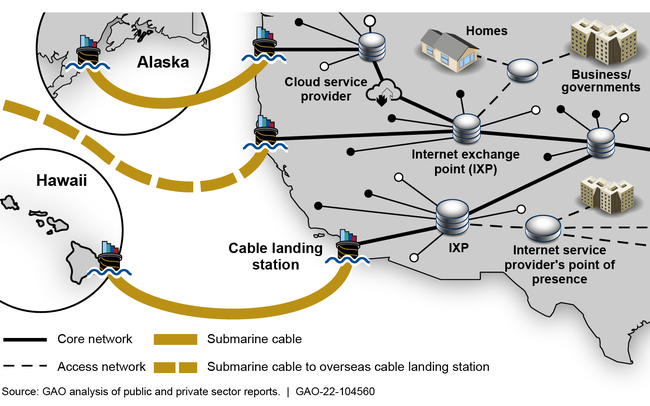 Homes
Alaska
Business/
governments
Cloud service
provider
Internet exchange
point (IXP)
Hawaii
Cable landing
station
IXP
Internet service
provider's point of
presence
Core network
Submarine cable
Access network
Submarine cable to overseas cable landing station
Source: GAO analysis of public and private sector reports. | GAO-22-104560